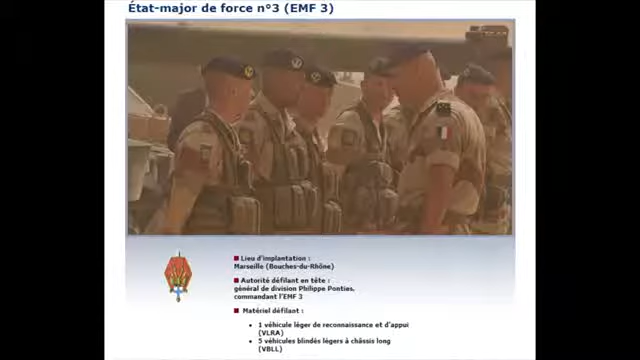 État-major de force n°3 (EMF 3)
Lieu d'implantation :
Marseille (Bouches-du-Rhône)
Autorité défilant en tête :
général de division Philippe Ponties,
commandant l'EMF 3
Matériel défilant :
• 1 véhicule léger de reconnaissance et d'appui
(VLRA)
• 5 véhicules blindés légers à châssis long
(VBLL)